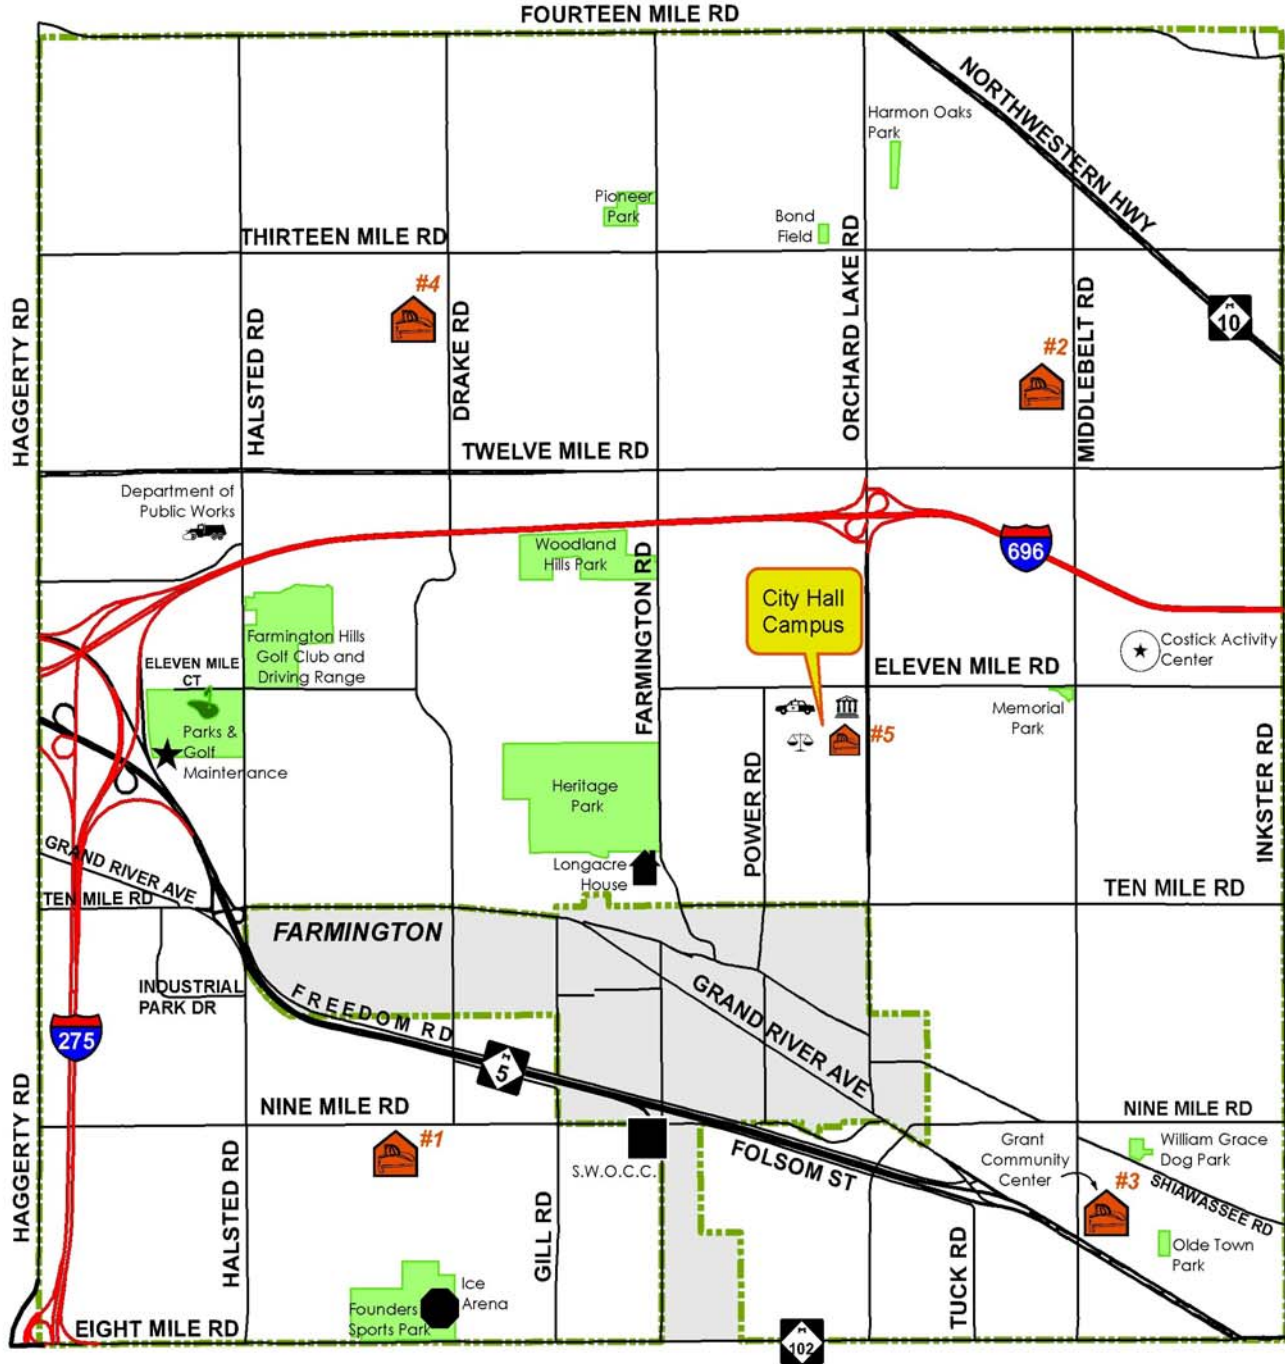 FOURTEEN MILE RD
NORTHWESTERN HWY
Harmon Oaks
Park
Pioneer
Park
Bond
Field
THIRTEEN MILE RD
ORCHARD LAKE RD
#4
HAGGERTY RD
HALSTED RD
DRAKE RD
MIDDLEBELT RD
M
10
#2
TWELVE MILE RD
Department of
Public Works
Woodland
Hills Park
FARMINGTON RD
696
City Hall
Campus
Farmington Hills
Golf Club and
Driving Range
ELEVEN MILE
CT
ELEVEN MILE RD
Costick Activity
Center
Memorial
Park
Parks &
Golf
Maintenance
#5
Heritage
Park
POWER RD
INKSTER RD
GRAND RIVER AVE
Longacre
House
TEN MILE RD
TEN MILE RD
FARMINGTON
INDUSTRIAL
PARK DR
FREEDOM RD
GRAND RIVER AVE
275
M
5
HAGGERTY RD
NINE MILE RD
NINE MILE RD
#1
HALSTED RD
S.W.O.C.C.
FOLSOM ST
Grant
Community
Center
William Grace
Dog Park
#3
SHIAWASSEE RD
GILL RD
TUCK RD
Olde Town
Park
Ice
Arena
Founders
Sports Park
EIGHT MILE RD
M
102